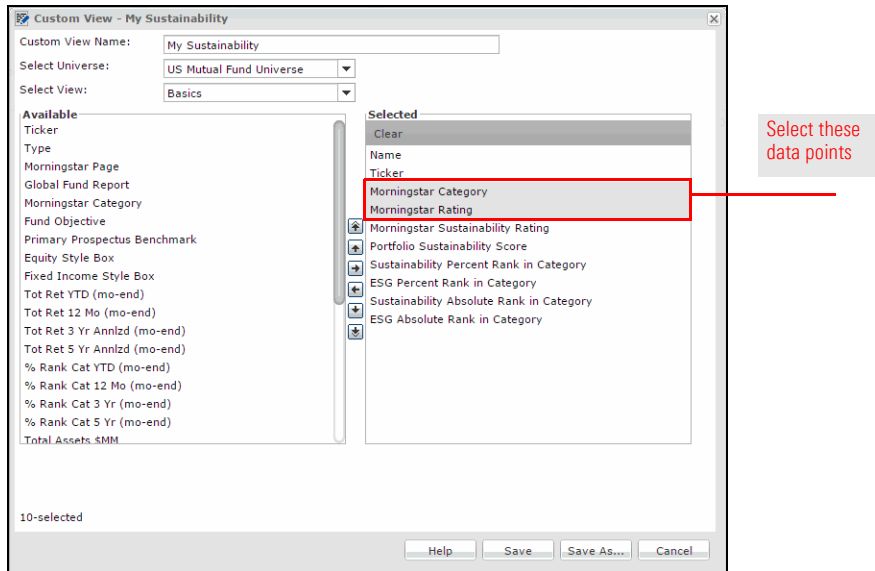 Custom View - My Sustainability
Custom View Name:
My Sustainability
Select Universe:
US Mutual Fund Universe
Select View:
Basics
Available
Ticker
Type
Morningstar Page
Global Fund Report
Morningstar Category
Fund Objective
Primary Prospectus Benchmark
Equity Style Box
Fixed Income Style Box
Tot Ret YTD (mo-end)
Tot Ret 12 Mo (mo-end)
Tot Ret 3 Yr Annlzd (mo-end)
Tot Ret 5 Yr Annlzd (mo-end)
% Rank Cat YTD (mo-end)
% Rank Cat 12 Mo (mo-end)
% Rank Cat 3 Yr (mo-end)
% Rank Cat 5 Yr (mo-end)
Total Assets $MM
Selected
Clear
Name
Ticker
Morningstar Category
Morningstar Rating
Morningstar Sustainability Rating
Portfolio Sustainability Score
Sustainability Percent Rank in Category
ESG Percent Rank in Category
Sustainability Absolute Rank in Category
ESG Absolute Rank in Category
Select these
data points
10-selected
Help
Save
Save As...
Cancel